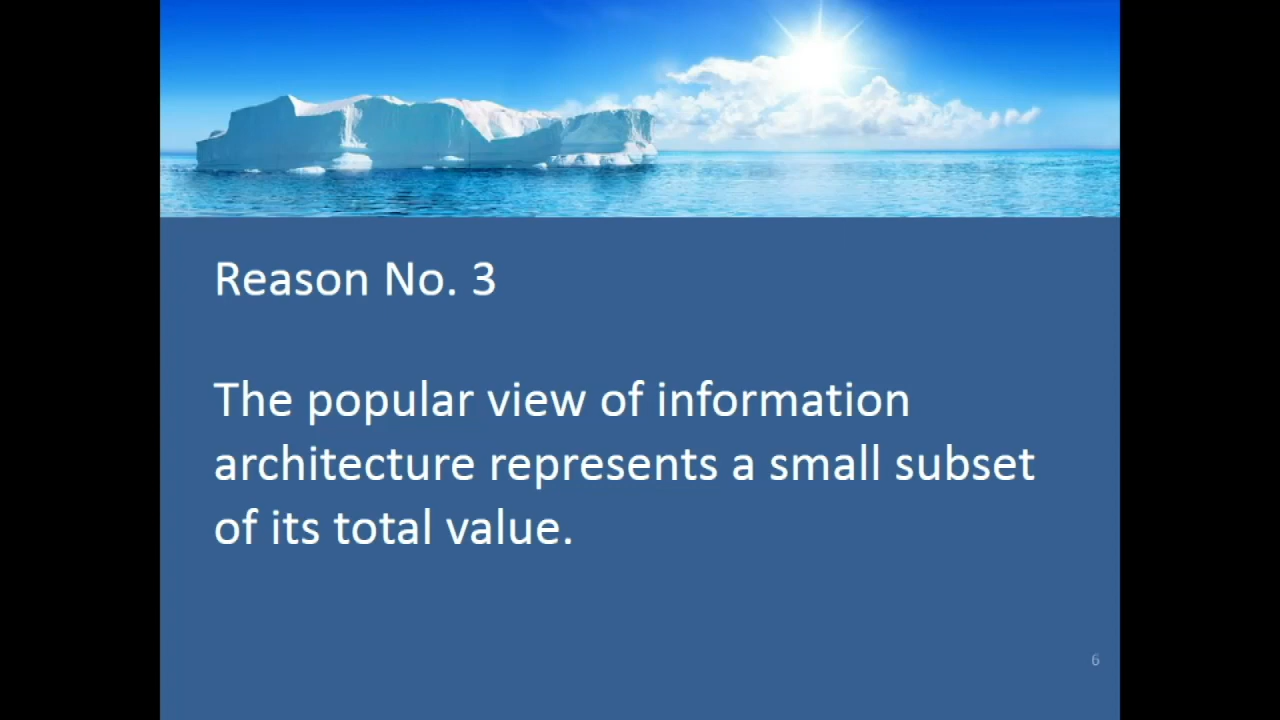 Reason No. 3
The popular view of information
architecture represents a small subset
of its total value.
6